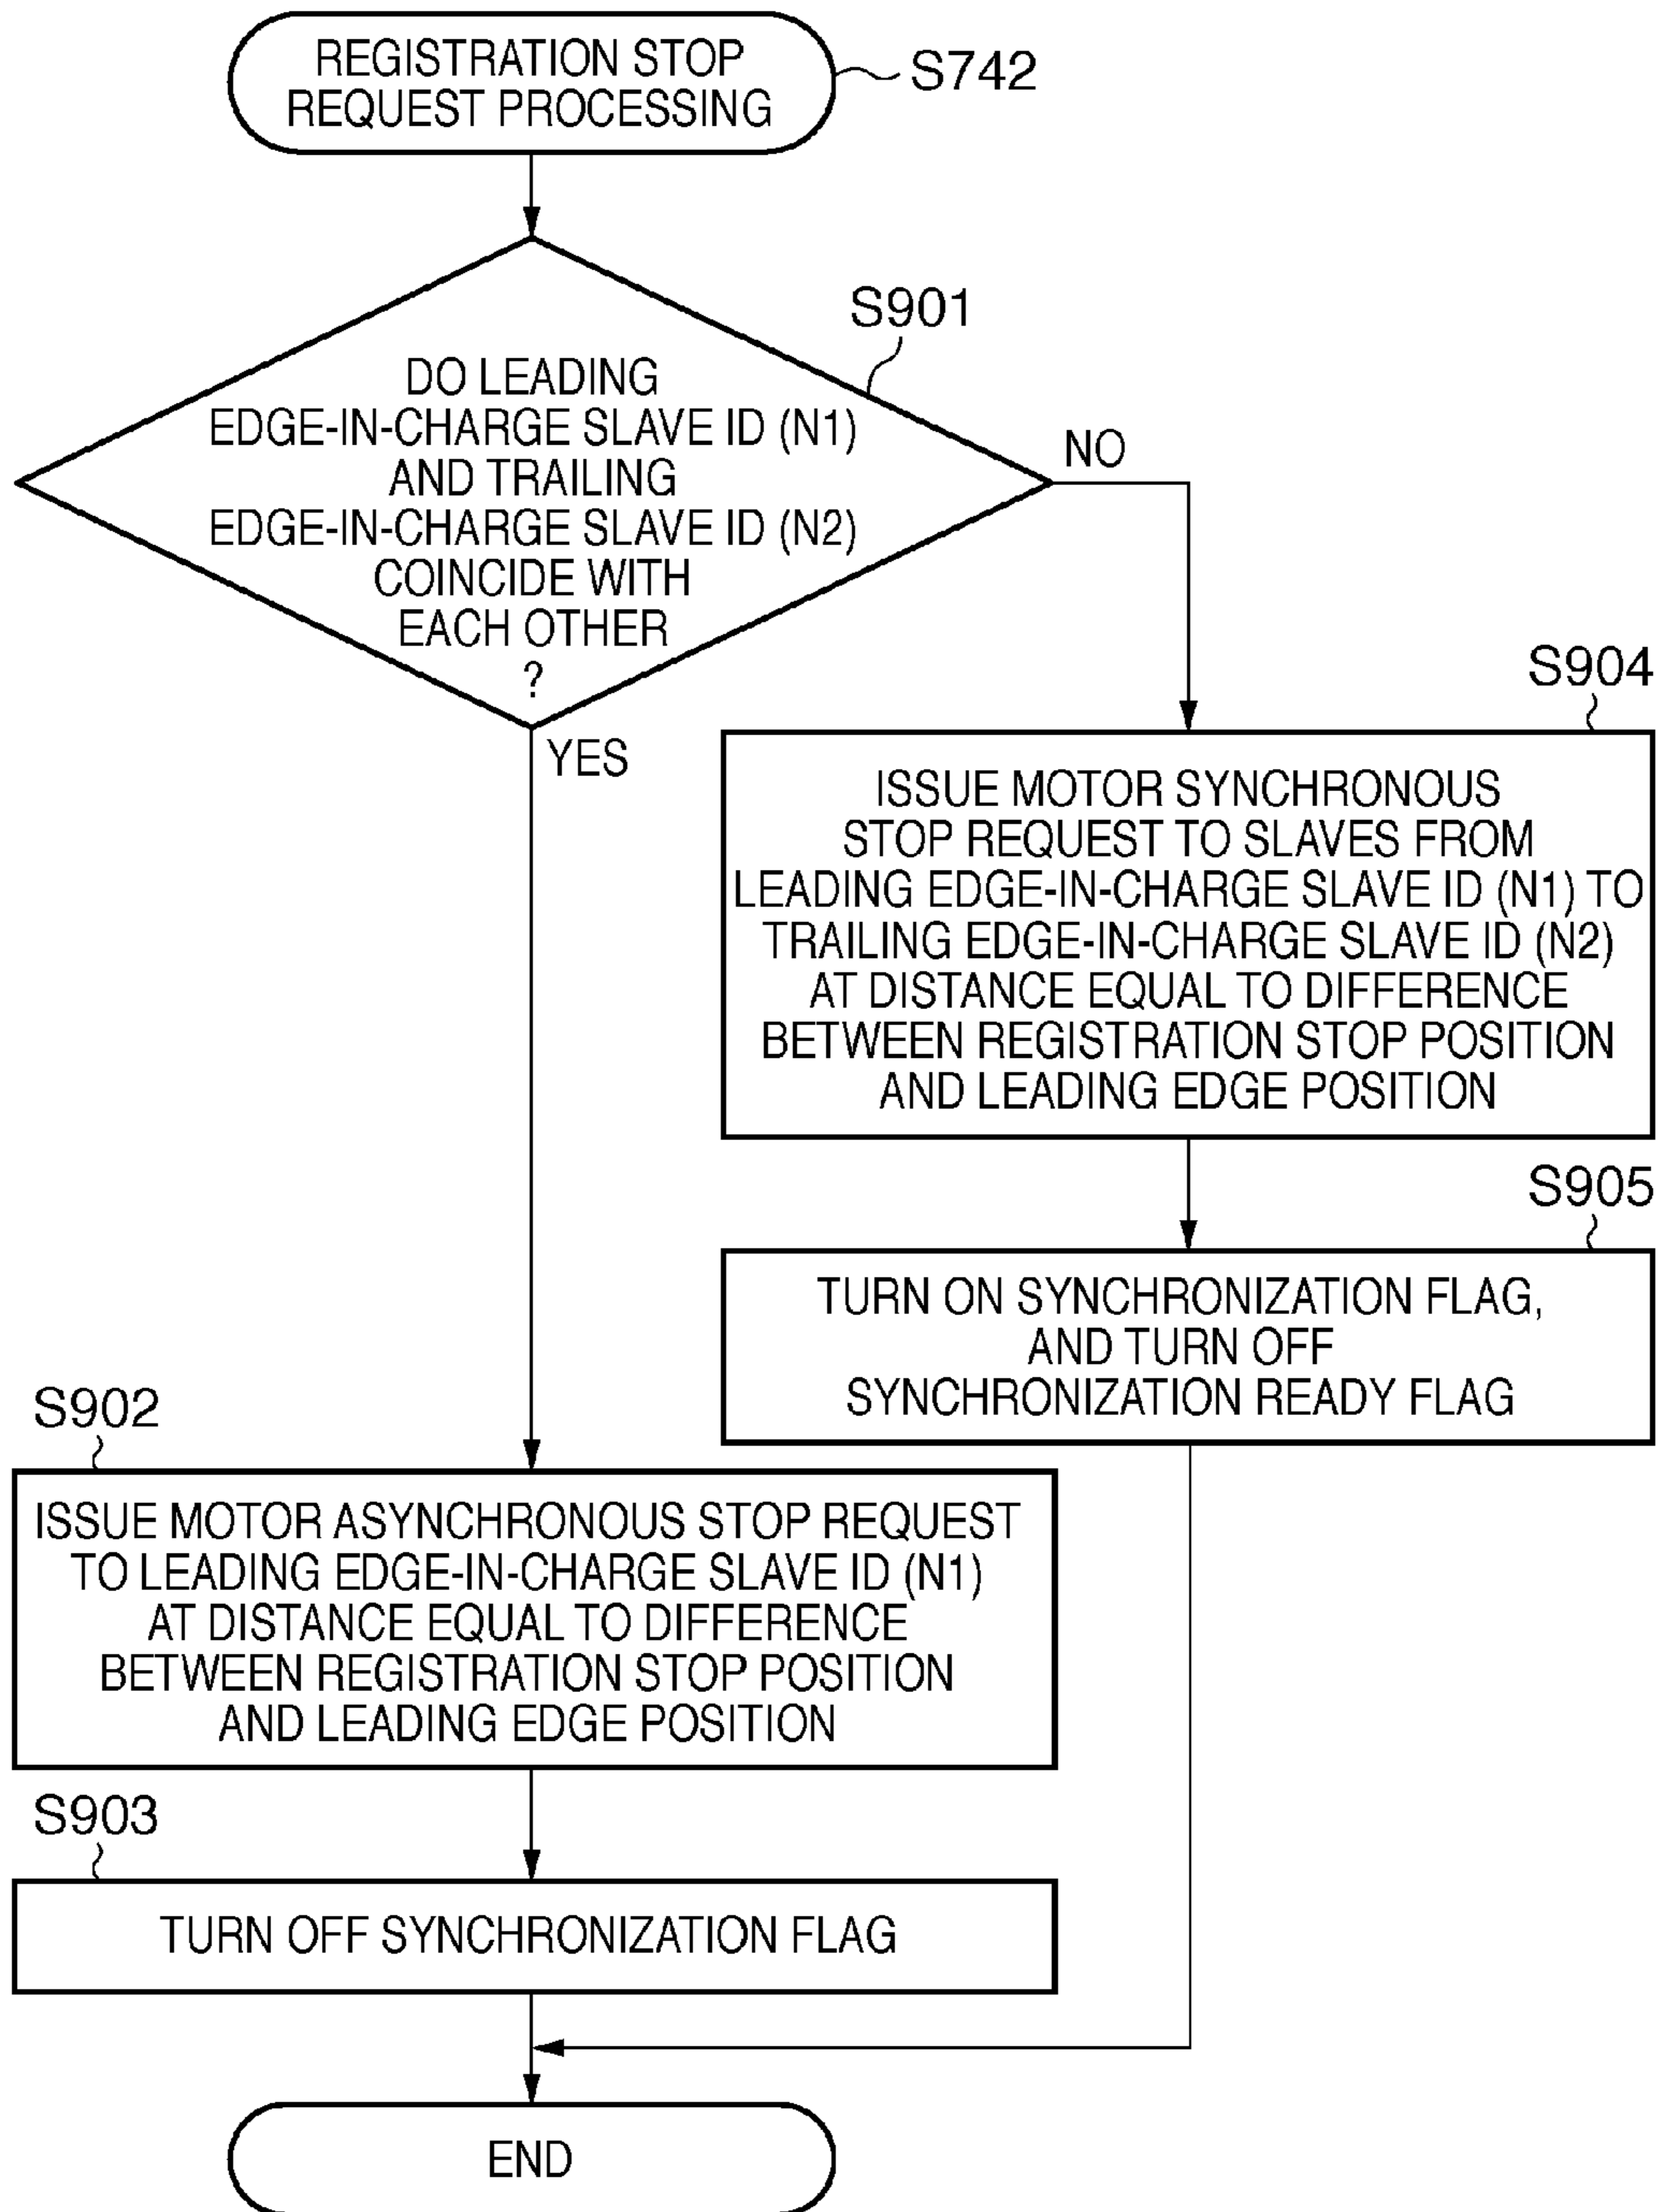 REGISTRATION STOP
REQUEST PROCESSING
S742
S901
DO LEADING
EDGE-IN-CHARGE SLAVE ID (N1)
AND TRAILING
EDGE-IN-CHARGE SLAVE ID (N2)
COINCIDE WITH
EACH OTHER
?
NO
YES
S904
ISSUE MOTOR SYNCHRONOUS
STOP REQUEST TO SLAVES FROM
LEADING EDGE-IN-CHARGE SLAVE ID (N1) TO
TRAILING EDGE-IN-CHARGE SLAVE ID (N2)
AT DISTANCE EQUAL TO DIFFERENCE
BETWEEN REGISTRATION STOP POSITION
AND LEADING EDGE POSITION
S905
TURN ON SYNCHRONIZATION FLAG,
AND TURN OFF
SYNCHRONIZATION READY FLAG
S902
ISSUE MOTOR ASYNCHRONOUS STOP REQUEST
TO LEADING EDGE-IN-CHARGE SLAVE ID (N1)
AT DISTANCE EQUAL TO DIFFERENCE
BETWEEN REGISTRATION STOP POSITION
AND LEADING EDGE POSITION
S903
TURN OFF SYNCHRONIZATION FLAG
END